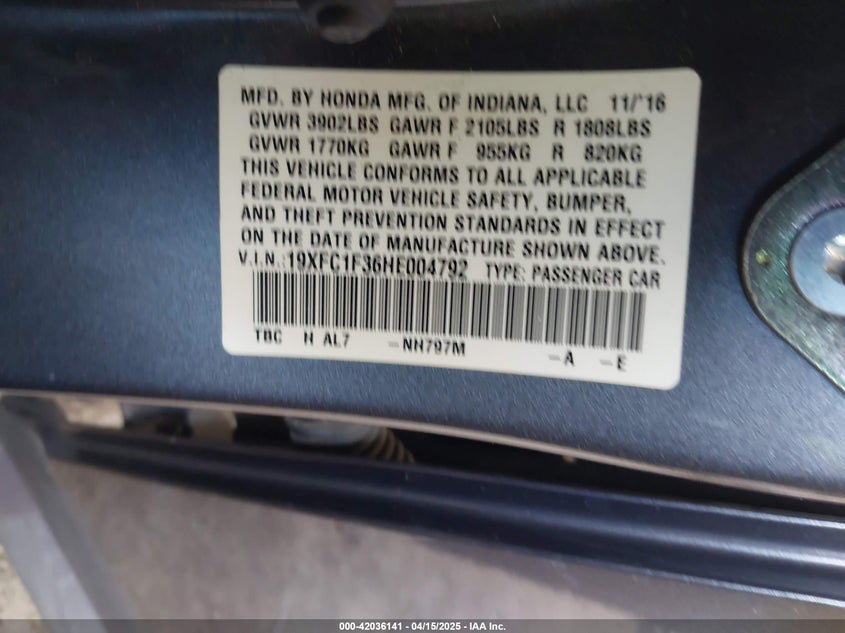 MFD. BY HONDA MFG. OF INDIANA, LLC 11/'16
GVWR 3902LBS GAWR F 2105LBS R 1808LBS
GVWR 1770KG GAWR F 955KG R 820KG
THIS VEHICLE CONFORMS TO ALL APPLICABLE
FEDERAL MOTOR VEHICLE SAFETY, BUMPER,
AND THEFT PREVENTION STANDARDS IN EFFECT
ON THE DATE OF MANUFACTURE SHOWN ABOVE.
V.I.N.:19XFC1F36HE004792 TYPE: PASSENGER CAR
TBC H AL7 -NH797M -A -E
000-42036141 - 04/15/2025 - IAA Inc.